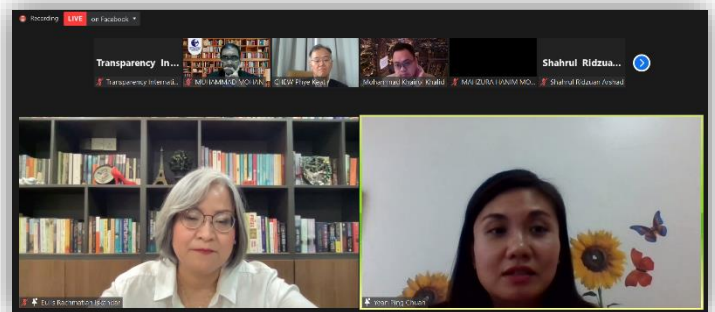 Recording LIVE on Facebook
Transparency In...
Shahrul Ridzua...
Transparency Internati...
MUHAMMAD MOHAN...
CHEW Phye Keat
Mohammad Khairul Khalid
MAHZURA HANIM MO...
Shahrul Ridzuan Arshad
Yean Ping Chuan